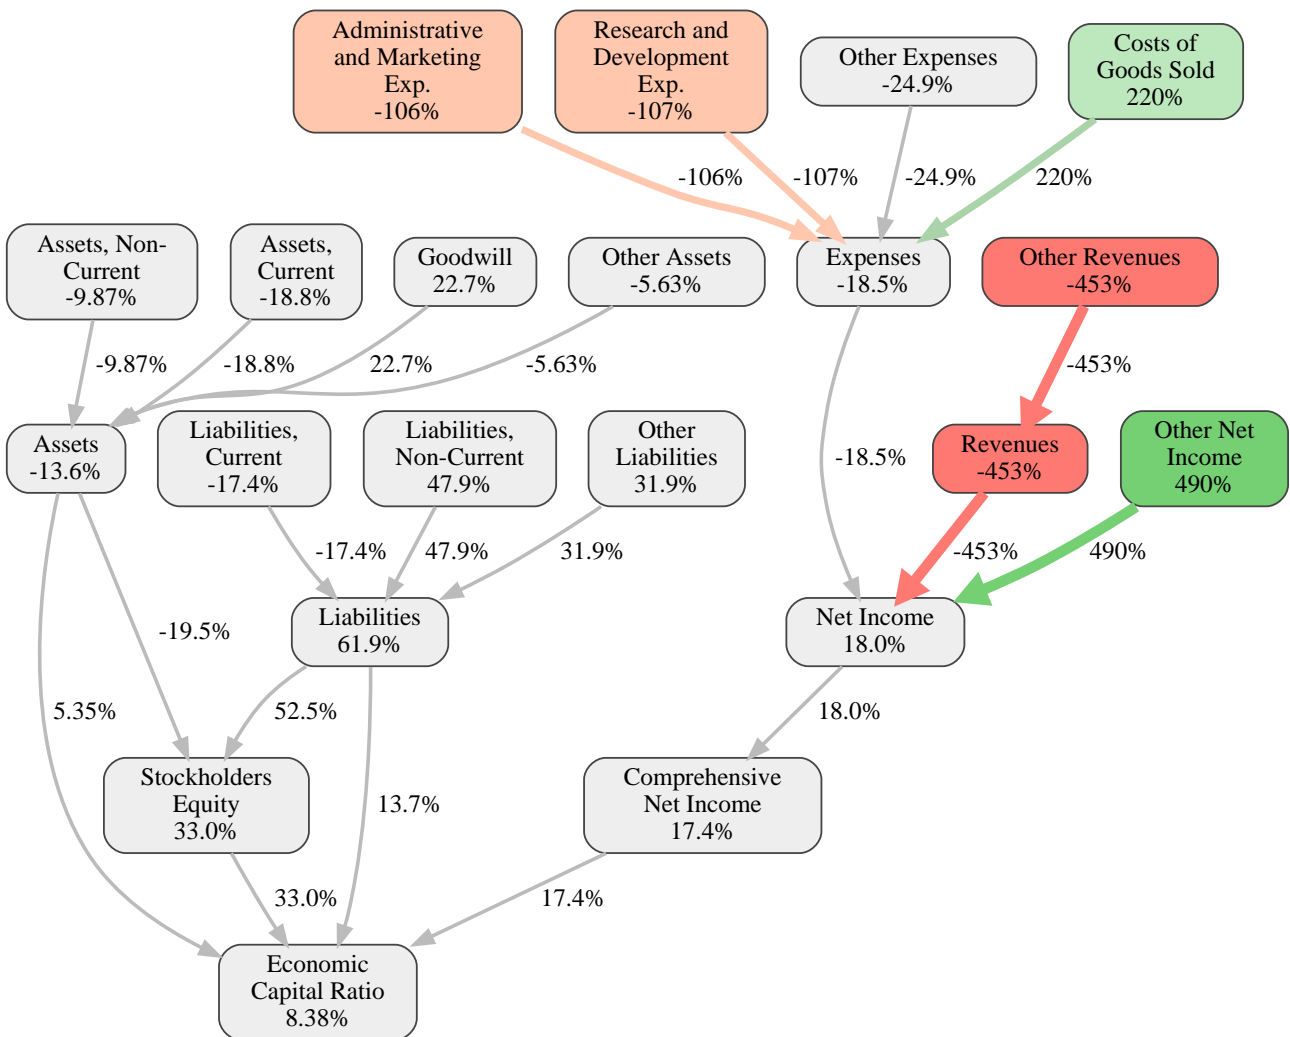 Administrative
and Marketing
Exp.
-106%
Research and
Development
Exp.
-107%
Other Expenses
-24.9%
Costs of
Goods Sold
220%
-106%
-107%
-24.9%
220%
Assets, Non-
Current
-9.87%
Assets,
Current
-18.8%
Goodwill
22.7%
Other Assets
-5.63%
Expenses
-18.5%
Other Revenues
-453%
-9.87%
-18.8%
22.7%
-5.63%
-453%
Assets
-13.6%
Liabilities,
Current
-17.4%
Liabilities,
Non-Current
47.9%
Other
Liabilities
31.9%
-18.5%
Revenues
-453%
Other Net
Income
490%
-17.4%
47.9%
31.9%
-453%
490%
-19.5%
Liabilities
61.9%
Net Income
18.0%
5.35%
52.5%
18.0%
Stockholders
Equity
33.0%
13.7%
Comprehensive
Net Income
17.4%
33.0%
17.4%
Economic
Capital Ratio
8.38%